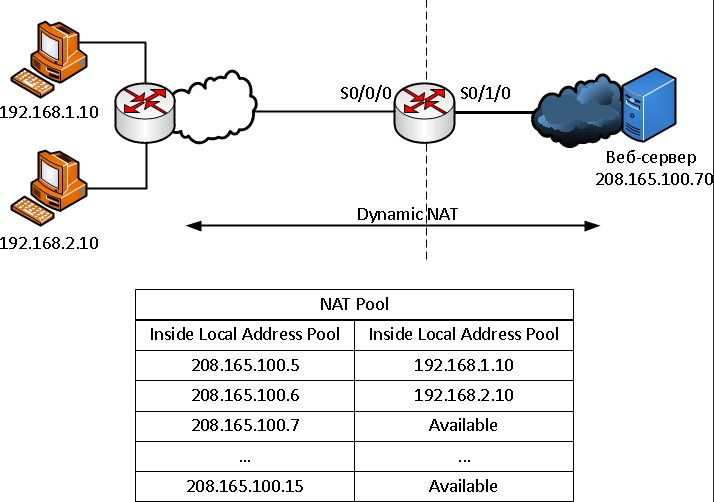 192.168.1.10
S0/0/0
S0/1/0
Веб-сервер
208.165.100.70
192.168.2.10
Dynamic NAT
NAT Pool
Inside Local Address Pool Inside Local Address Pool
208.165.100.5 192.168.1.10
208.165.100.6 192.168.2.10
208.165.100.7 Available
... ...
208.165.100.15 Available